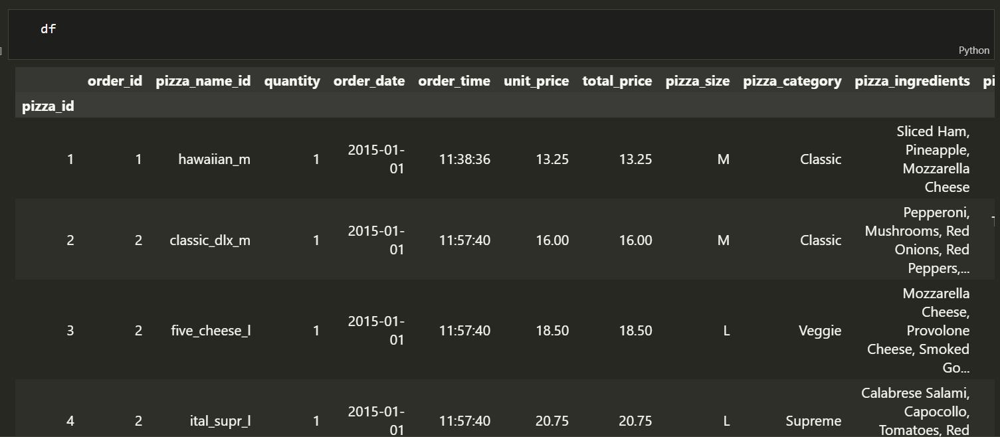 df
Python
order_id pizza_name_id quantity order_date order_time unit_price total_price pizza_size pizza_category pizza_ingredients pi
pizza_id
1 1 hawaiian_m 1 2015-01-01 11:38:36 13.25 13.25 M Classic Sliced Ham, Pineapple, Mozzarella Cheese
2 2 classic_dlx_m 1 2015-01-01 11:57:40 16.00 16.00 M Classic Pepperoni, Mushrooms, Red Onions, Red Peppers,...
3 2 five_cheese_l 1 2015-01-01 11:57:40 18.50 18.50 L Veggie Mozzarella Cheese, Provolone Cheese, Smoked Go...
4 2 ital_supr_l 1 2015-01-01 11:57:40 20.75 20.75 L Supreme Calabrese Salami, Capocollo, Tomatoes, Red